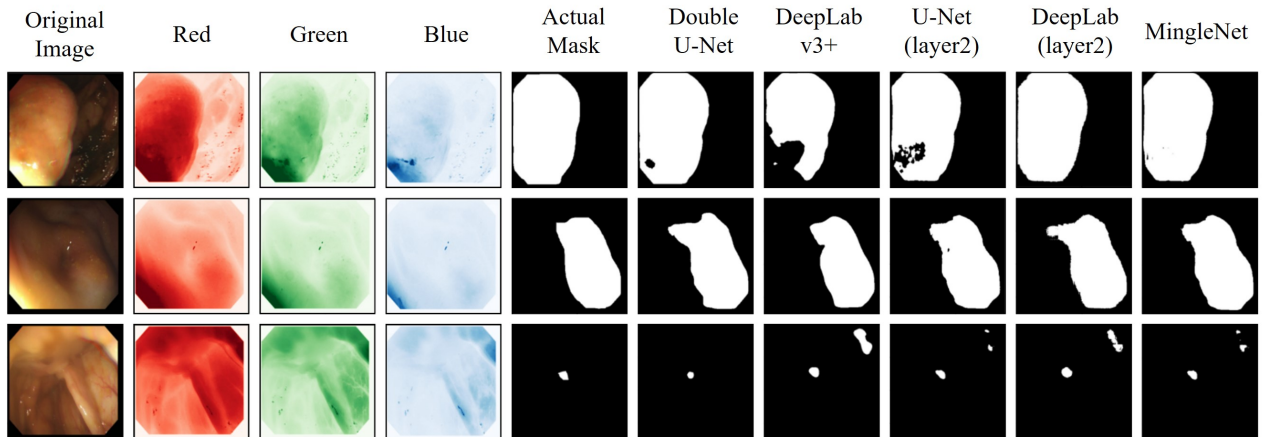 Original
Image
Red
Green
Blue
Actual
Mask
Double
U-Net
DeepLab
v3+
U-Net
(layer2)
DeepLab
(layer2)
MingleNet